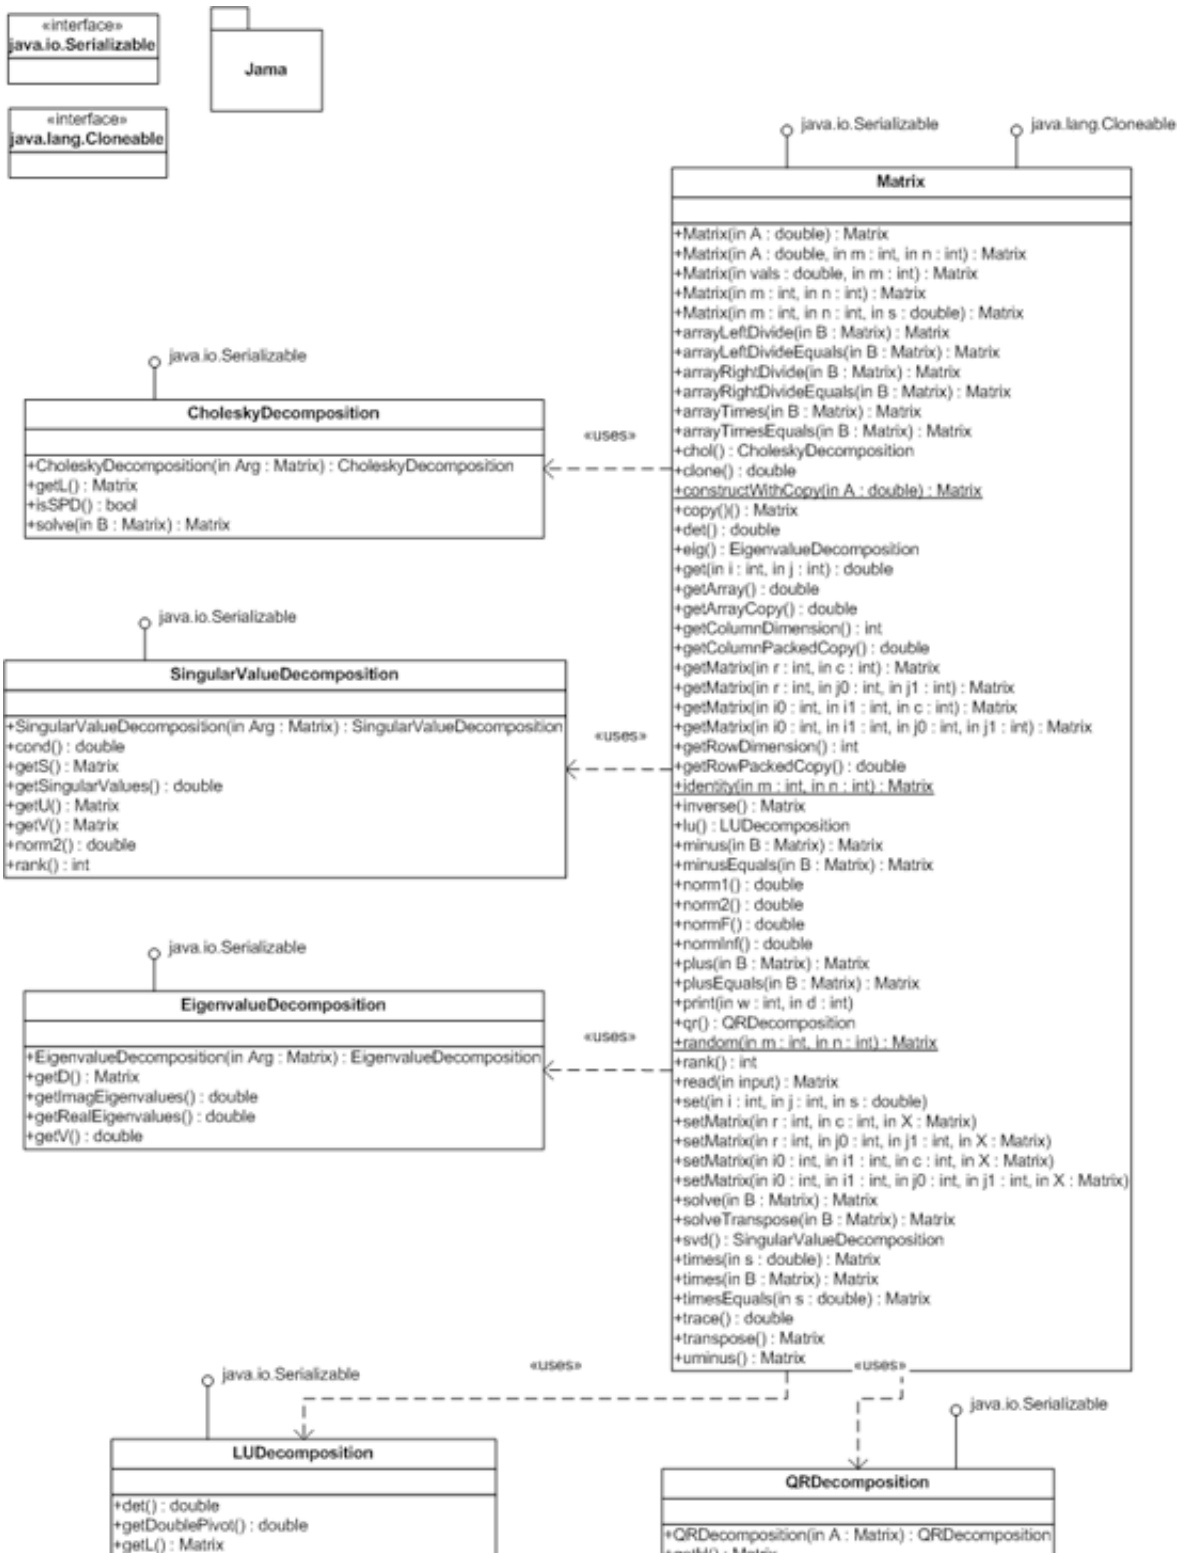 «interface»
java.io.Serializable
Jama
«interface»
java.lang.Cloneable
java.io.Serializable
java.lang.Cloneable
Matrix
+Matrix(in A : double) : Matrix
+Matrix(in A : double, in m : int, in n : int) : Matrix
+Matrix(in vals : double, in m : int) : Matrix
+Matrix(in m : int, in n : int) : Matrix
+Matrix(in m : int, in n : int, in s : double) : Matrix
+arrayLeftDivide(in B : Matrix) : Matrix
+arrayLeftDivideEquals(in B : Matrix) : Matrix
+arrayRightDivide(in B : Matrix) : Matrix
+arrayRightDivideEquals(in B : Matrix) : Matrix
+arrayTimes(in B : Matrix) : Matrix
+arrayTimesEquals(in B : Matrix) : Matrix
+chol() : CholeskyDecomposition
+clone() : double
+constructWithCopy(in A : double) : Matrix
+copy()() : Matrix
+det() : double
+eig() : EigenvalueDecomposition
+get(in i : int, in j : int) : double
+getArray() : double
+getArrayCopy() : double
+getColumnDimension() : int
+getColumnPackedCopy() : double
+getMatrix(in r : int, in c : int) : Matrix
+getMatrix(in r : int, in j0 : int, in j1 : int) : Matrix
+getMatrix(in i0 : int, in i1 : int, in c : int) : Matrix
+getMatrix(in i0 : int, in i1 : int, in j0 : int, in j1 : int) : Matrix
+getRowDimension() : int
+getRowPackedCopy() : double
+identity(in m : int, in n : int) : Matrix
+inverse() : Matrix
+lu() : LUDecomposition
+minus(in B : Matrix) : Matrix
+minusEquals(in B : Matrix) : Matrix
+norm1() : double
+norm2() : double
+normF() : double
+normInf() : double
+plus(in B : Matrix) : Matrix
+plusEquals(in B : Matrix) : Matrix
+print(in w : int, in d : int)
+qr() : QRDecomposition
+random(in m : int, in n : int) : Matrix
+rank() : int
+read(in input) : Matrix
+set(in i : int, in j : int, in s : double)
+setMatrix(in r : int, in c : int, in X : Matrix)
+setMatrix(in r : int, in j0 : int, in j1 : int, in X : Matrix)
+setMatrix(in i0 : int, in i1 : int, in c : int, in X : Matrix)
+setMatrix(in i0 : int, in i1 : int, in j0 : int, in j1 : int, in X : Matrix)
+solve(in B : Matrix) : Matrix
+solveTranspose(in B : Matrix) : Matrix
+svd() : SingularValueDecomposition
+times(in s : double) : Matrix
+times(in B : Matrix) : Matrix
+timesEquals(in s : double) : Matrix
+trace() : double
+transpose() : Matrix
+uminus() : Matrix
java.io.Serializable
CholeskyDecomposition
+CholeskyDecomposition(in Arg : Matrix) : CholeskyDecomposition
+getL() : Matrix
+isSPD() : bool
+solve(in B : Matrix) : Matrix
«uses»
java.io.Serializable
SingularValueDecomposition
+SingularValueDecomposition(in Arg : Matrix) : SingularValueDecomposition
+cond() : double
+getS() : Matrix
+getSingularValues() : double
+getU() : Matrix
+getV() : Matrix
+norm2() : double
+rank() : int
«uses»
java.io.Serializable
EigenvalueDecomposition
+EigenvalueDecomposition(in Arg : Matrix) : EigenvalueDecomposition
+getD() : Matrix
+getImagEigenvalues() : double
+getRealEigenvalues() : double
+getV() : double
«uses»
java.io.Serializable
«uses»
LUDecomposition
+det() : double
+getDoublePivot() : double
+getL() : Matrix
«uses»
java.io.Serializable
QRDecomposition
+QRDecomposition(in A : Matrix) : QRDecomposition